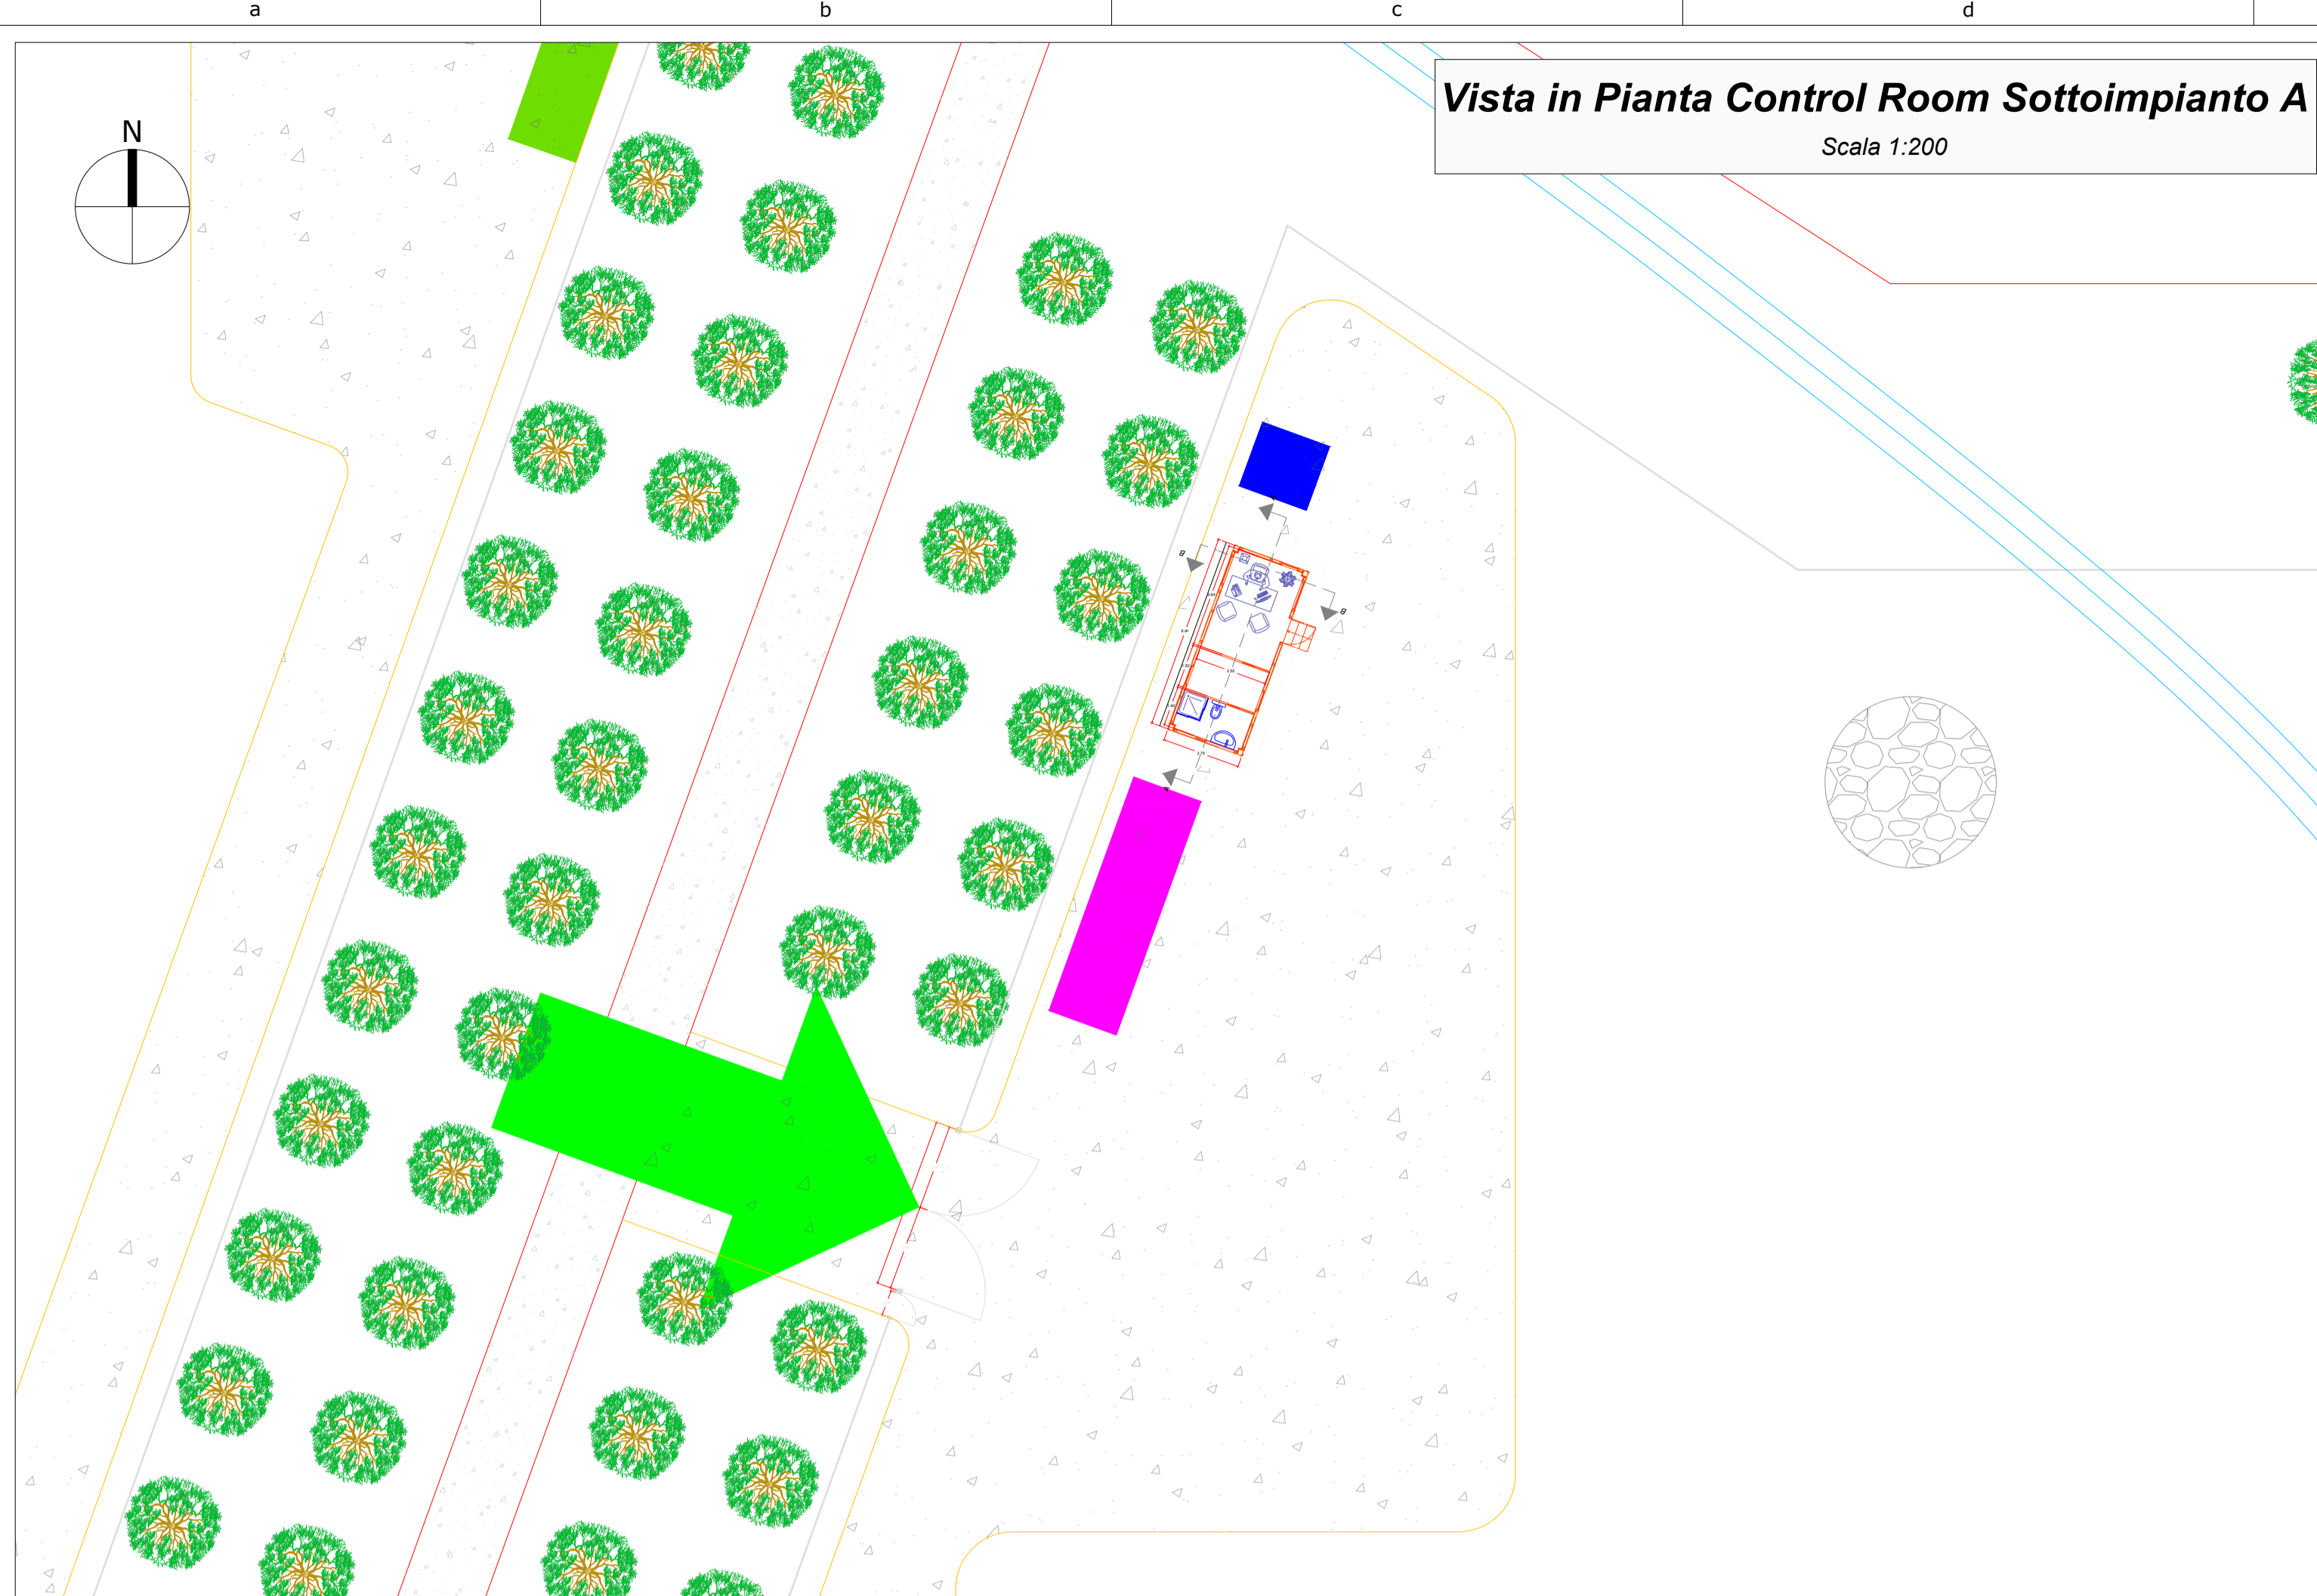 a b c d
Vista in Pianta Control Room Sottoimpianto A
Scala 1:200
N
B
B